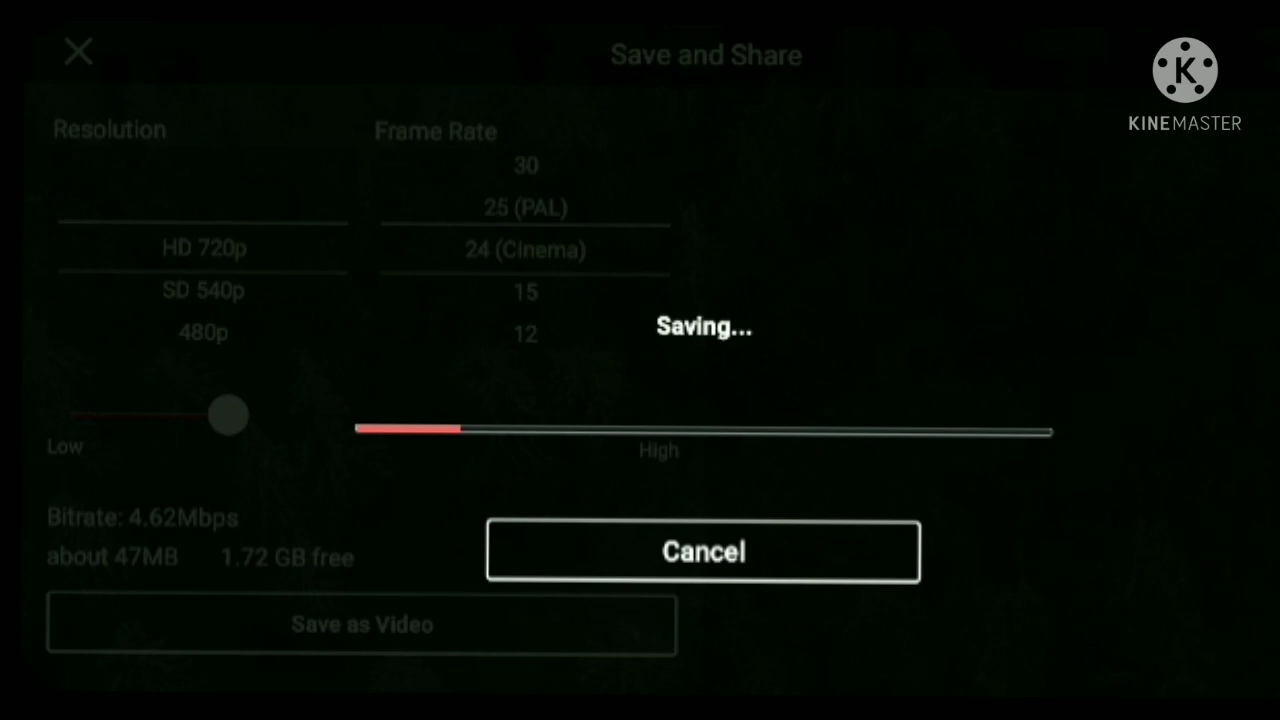 Save and Share
K
KINEMASTER
Resolution
Frame Rate
30
25 (PAL)
HD 720p
24 (Cinema)
SD 540p
15
480p
12
Saving...
Low
High
Bitrate: 4.62Mbps
about 47MB 1.72 GB free
Cancel
Save as Video